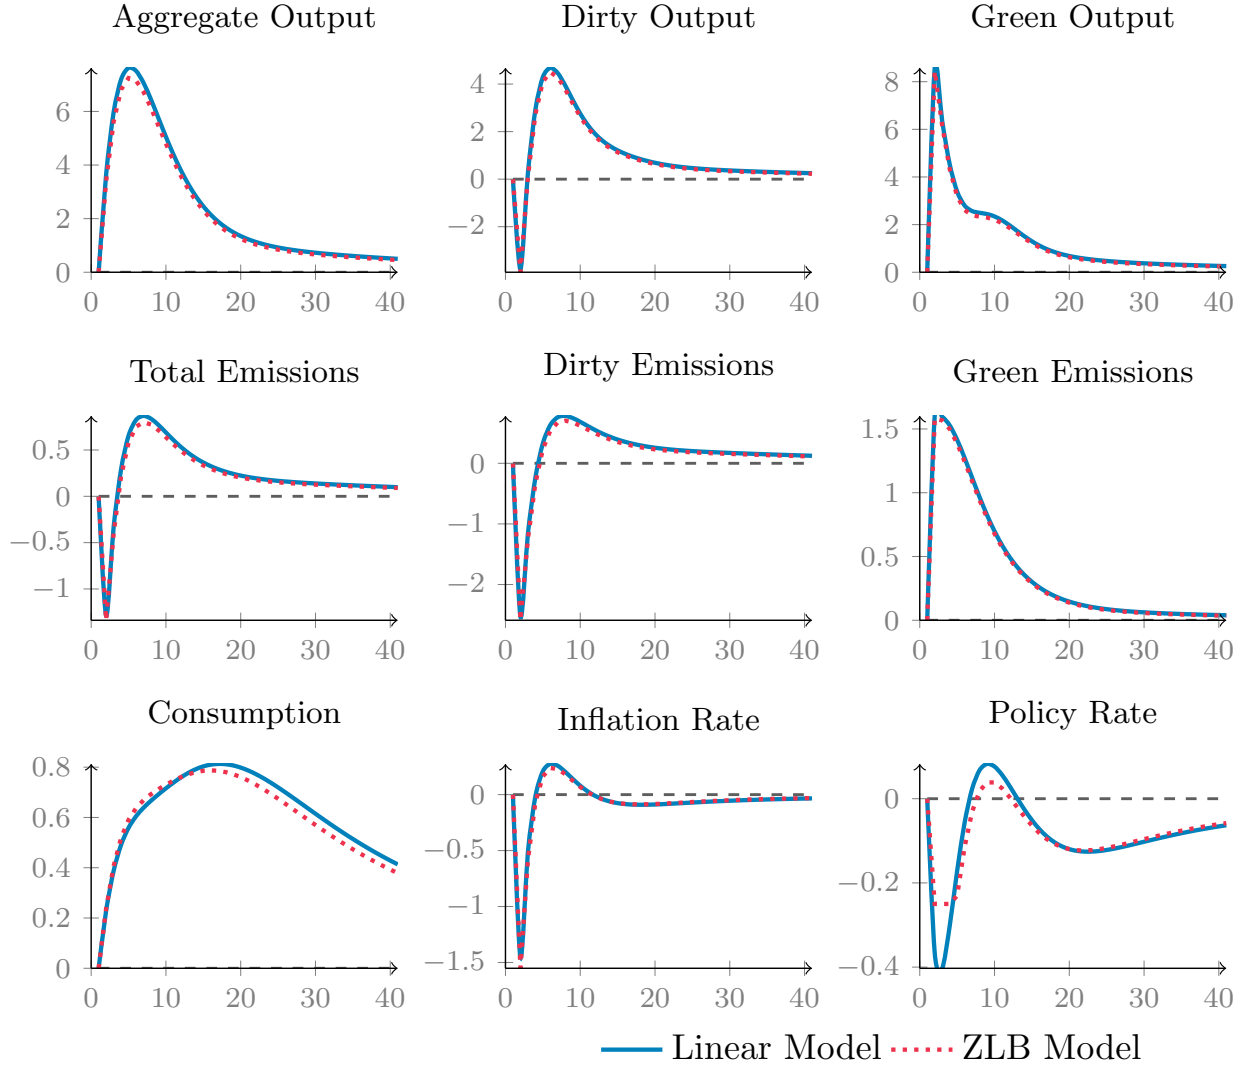 Aggregate Output
Dirty Output
Green Output
6
4
2
0
0 10 20 30 40
4
2
0
−2
0 10 20 30 40
8
6
4
2
0
0 10 20 30 40
Total Emissions
Dirty Emissions
Green Emissions
0.5
0
−0.5
−1
0 10 20 30 40
0
−1
−2
0 10 20 30 40
1.5
1
0.5
0
0 10 20 30 40
Consumption
Inflation Rate
Policy Rate
0.8
0.6
0.4
0.2
0
0 10 20 30 40
0
−0.5
−1
−1.5
0 10 20 30 40
0
−0.2
−0.4
0 10 20 30 40
Linear Model ZLB Model